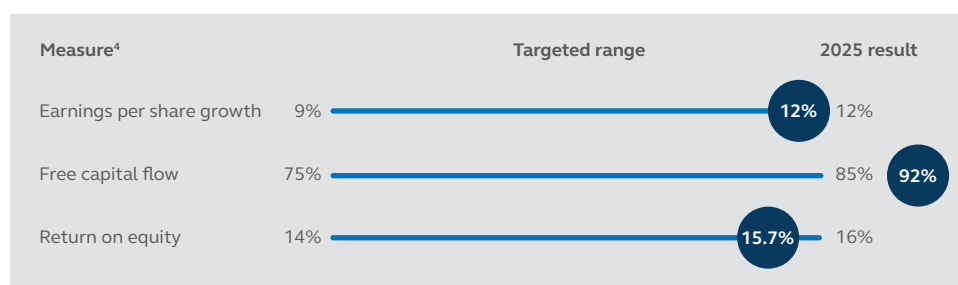 Measure⁴ Targeted range 2025 result
Earnings per share growth 9% 12% 12%
Free capital flow 75% 85% 92%
Return on equity 14% 15.7% 16%